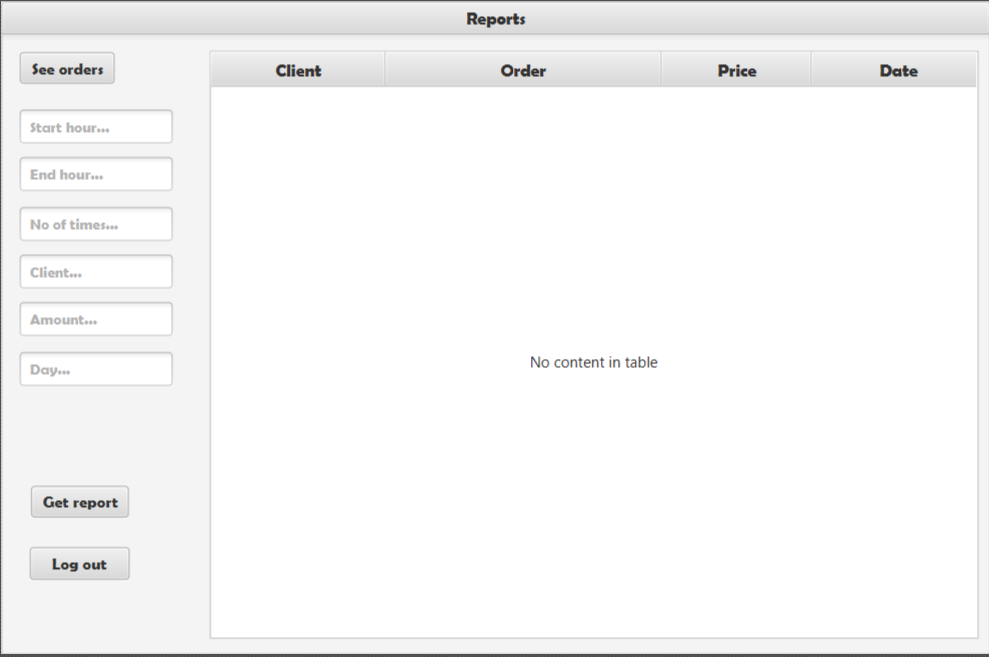 Reports
See orders
Start hour...
End hour...
No of times...
Client...
Amount...
Day...
Get report
Log out
Client Order Price Date
No content in table